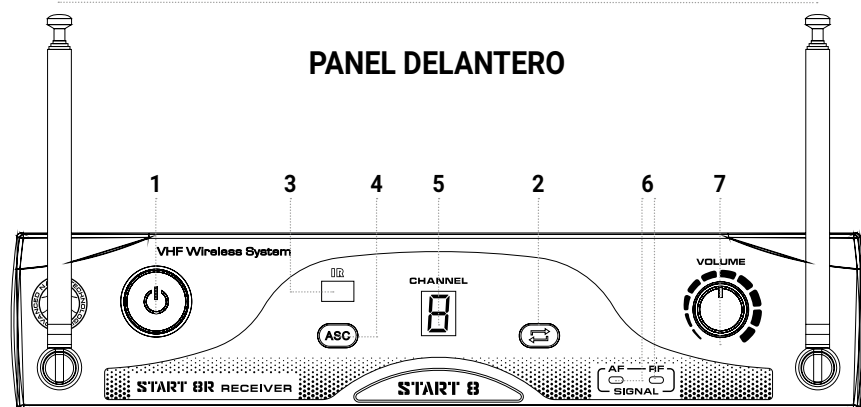 PANEL DELANTERO
1 3 4 5 2 6 7
VHF Wireless System
IR
CHANNEL
VOLUME
8
ASC
AF RF
SIGNAL
START 8R RECEIVER
START 8